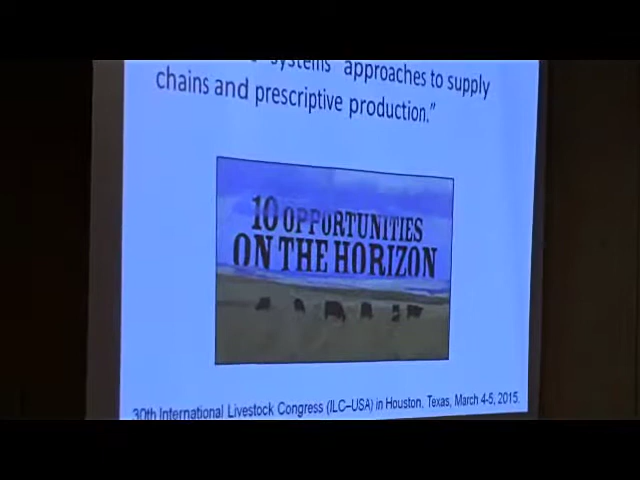 systems" approaches to supply
chains and prescriptive production."
10 OPPORTUNITIES
ON THE HORIZON
30th International Livestock Congress (ILC–USA) in Houston, Texas, March 4-5, 2015.